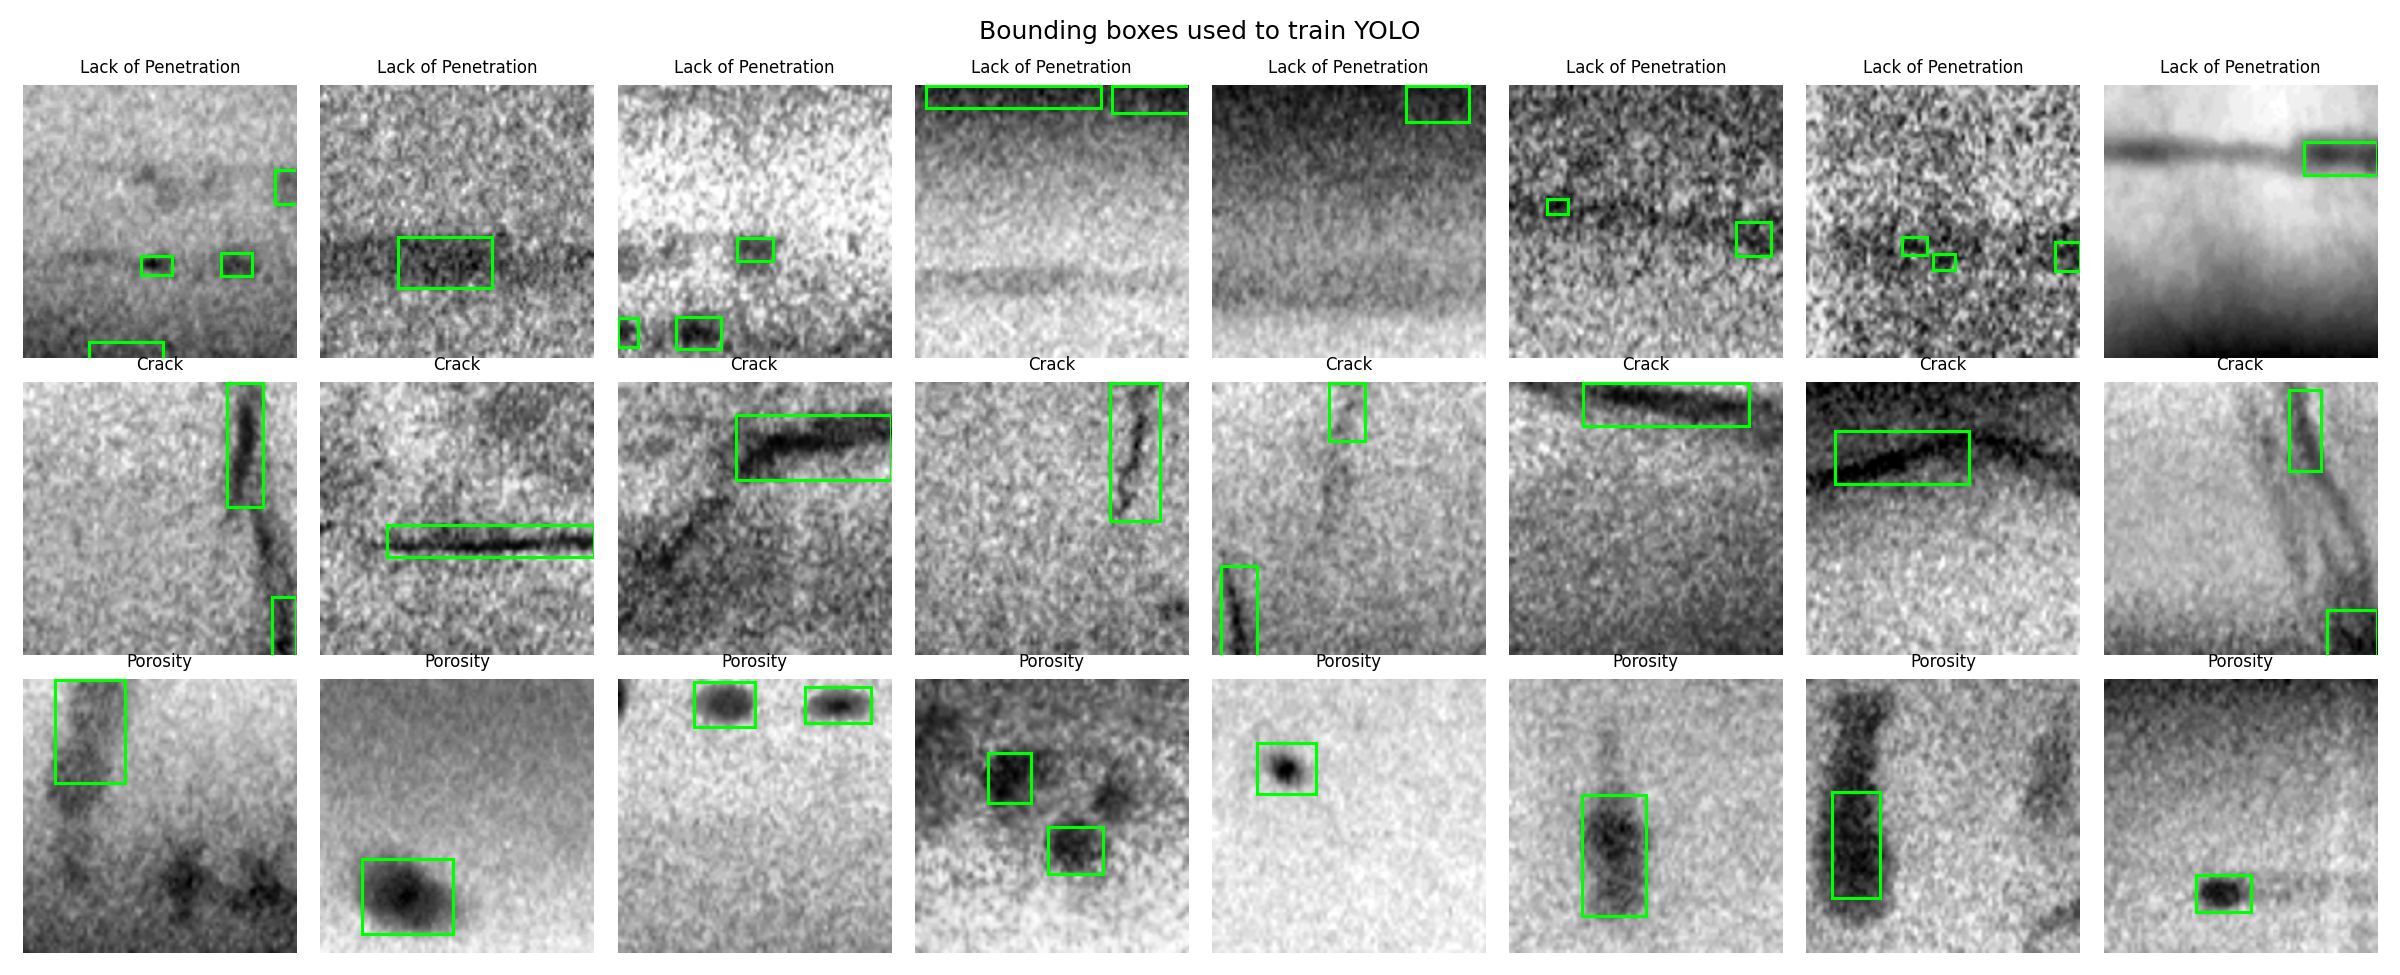 Bounding boxes used to train YOLO
Lack of Penetration Lack of Penetration Lack of Penetration Lack of Penetration Lack of Penetration Lack of Penetration Lack of Penetration Lack of Penetration
Crack Crack Crack Crack Crack Crack Crack Crack
Porosity Porosity Porosity Porosity Porosity Porosity Porosity Porosity